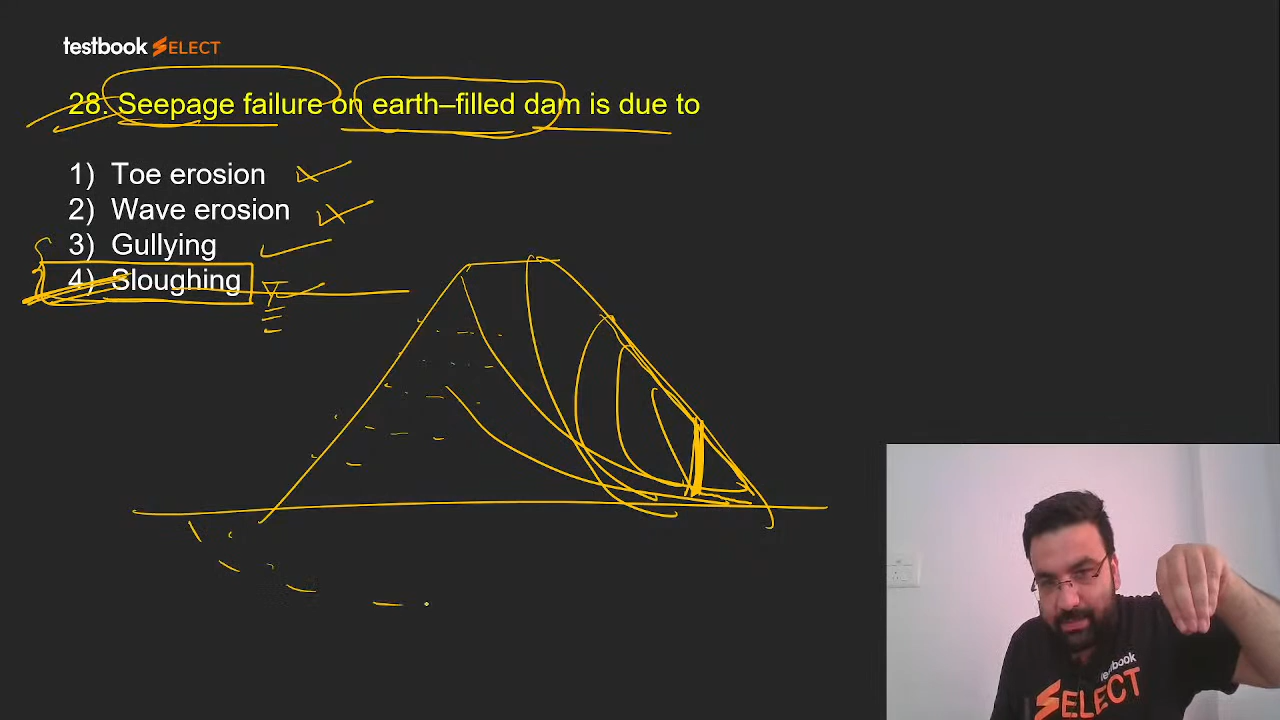 testbook SELECT
28. Seepage failure on earth–filled dam is due to
1) Toe erosion
2) Wave erosion
3) Gullying
4) Sloughing
testbook
SELECT